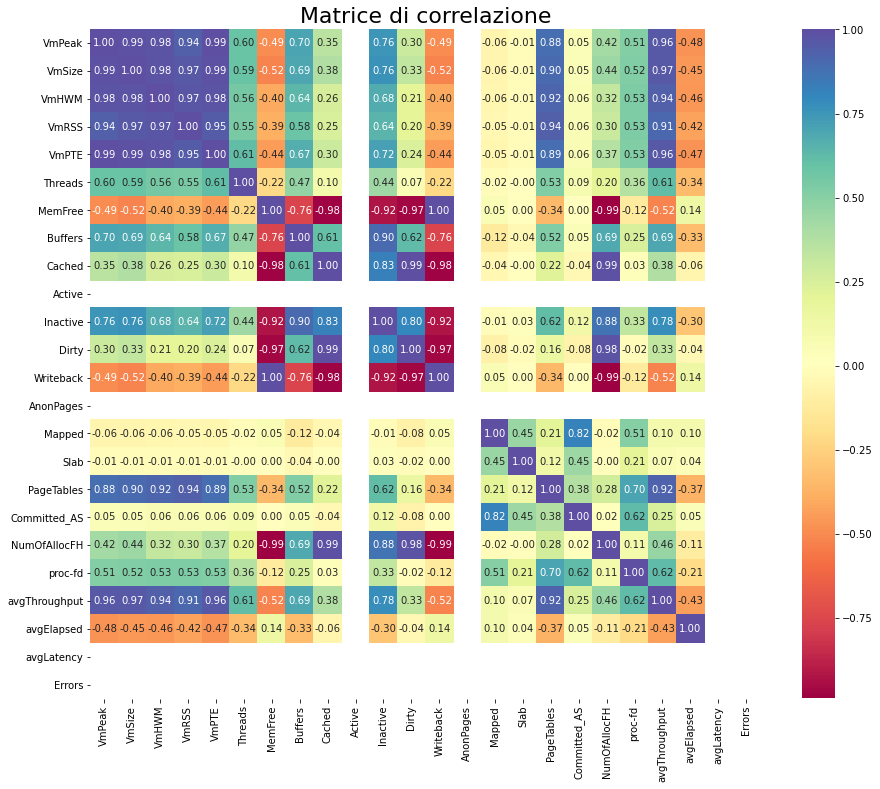 Matrice di correlazione
VmPeak 1.00 0.99 0.98 0.94 0.99 0.60 -0.49 0.70 0.35 0.76 0.30 -0.49 -0.06 -0.01 0.88 0.05 0.42 0.51 0.96 -0.48
VmSize 0.99 1.00 0.98 0.97 0.99 0.59 -0.52 0.69 0.38 0.76 0.33 -0.52 -0.06 -0.01 0.90 0.05 0.44 0.52 0.97 -0.45
VmHWM 0.98 0.98 1.00 0.97 0.98 0.56 -0.40 0.64 0.26 0.68 0.21 -0.40 -0.06 -0.01 0.92 0.06 0.32 0.53 0.94 -0.46
VmRSS 0.94 0.97 0.97 1.00 0.95 0.55 -0.39 0.58 0.25 0.64 0.20 -0.39 -0.05 -0.01 0.94 0.06 0.30 0.53 0.91 -0.42
VmPTE 0.99 0.99 0.98 0.95 1.00 0.61 -0.44 0.67 0.30 0.72 0.24 -0.44 -0.05 -0.01 0.89 0.06 0.37 0.53 0.96 -0.47
Threads 0.60 0.59 0.56 0.55 0.61 1.00 -0.22 0.47 0.10 0.44 0.07 -0.22 -0.02 -0.00 0.53 0.09 0.20 0.36 0.61 -0.34
MemFree -0.49 -0.52 -0.40 -0.39 -0.44 -0.22 1.00 -0.76 -0.98 -0.92 -0.97 1.00 0.05 0.00 -0.34 0.00 -0.99 -0.12 -0.52 0.14
Buffers 0.70 0.69 0.64 0.58 0.67 0.47 -0.76 1.00 0.61 0.90 0.62 -0.76 -0.12 -0.04 0.52 0.05 0.69 0.25 0.69 -0.33
Cached 0.35 0.38 0.26 0.25 0.30 0.10 -0.98 0.61 1.00 0.83 0.99 -0.98 -0.04 -0.00 0.22 -0.04 0.99 0.03 0.38 -0.06
Active
Inactive 0.76 0.76 0.68 0.64 0.72 0.44 -0.92 0.90 0.83 1.00 0.80 -0.92 -0.01 0.03 0.62 0.12 0.88 0.33 0.78 -0.30
Dirty 0.30 0.33 0.21 0.20 0.24 0.07 -0.97 0.62 0.99 0.80 1.00 -0.97 -0.08 -0.02 0.16 -0.08 0.98 -0.02 0.33 -0.04
Writeback -0.49 -0.52 -0.40 -0.39 -0.44 -0.22 1.00 -0.76 -0.98 -0.92 -0.97 1.00 0.05 0.00 -0.34 0.00 -0.99 -0.12 -0.52 0.14
AnonPages
Mapped -0.06 -0.06 -0.06 -0.05 -0.05 -0.02 0.05 -0.12 -0.04 -0.01 -0.08 0.05 1.00 0.45 0.21 0.82 -0.02 0.51 0.10 0.10
Slab -0.01 -0.01 -0.01 -0.01 -0.01 -0.00 0.00 -0.04 -0.00 0.03 -0.02 0.00 0.45 1.00 0.12 0.45 -0.00 0.21 0.07 0.04
PageTables 0.88 0.90 0.92 0.94 0.89 0.53 -0.34 0.52 0.22 0.62 0.16 -0.34 0.21 0.12 1.00 0.38 0.28 0.70 0.92 -0.37
Committed_AS 0.05 0.05 0.06 0.06 0.06 0.09 0.00 0.05 -0.04 0.12 -0.08 0.00 0.82 0.45 0.38 1.00 0.02 0.62 0.25 0.05
NumOfAllocFH 0.42 0.44 0.32 0.30 0.37 0.20 -0.99 0.69 0.99 0.88 0.98 -0.99 -0.02 -0.00 0.28 0.02 1.00 0.11 0.46 -0.11
proc-fd 0.51 0.52 0.53 0.53 0.53 0.36 -0.12 0.25 0.03 0.33 -0.02 -0.12 0.51 0.21 0.70 0.62 0.11 1.00 0.62 -0.21
avgThroughput 0.96 0.97 0.94 0.91 0.96 0.61 -0.52 0.69 0.38 0.78 0.33 -0.52 0.10 0.07 0.92 0.25 0.46 0.62 1.00 -0.43
avgElapsed -0.48 -0.45 -0.46 -0.42 -0.47 -0.34 0.14 -0.33 -0.06 -0.30 -0.04 0.14 0.10 0.04 -0.37 0.05 -0.11 -0.21 -0.43 1.00
avgLatency
Errors
VmPeak
VmSize
VmHWM
VmRSS
VmPTE
Threads
MemFree
Buffers
Cached
Active
Inactive
Dirty
Writeback
AnonPages
Mapped
Slab
PageTables
Committed_AS
NumOfAllocFH
proc-fd
avgThroughput
avgElapsed
avgLatency
Errors
1.00
0.75
0.50
0.25
0.00
-0.25
-0.50
-0.75